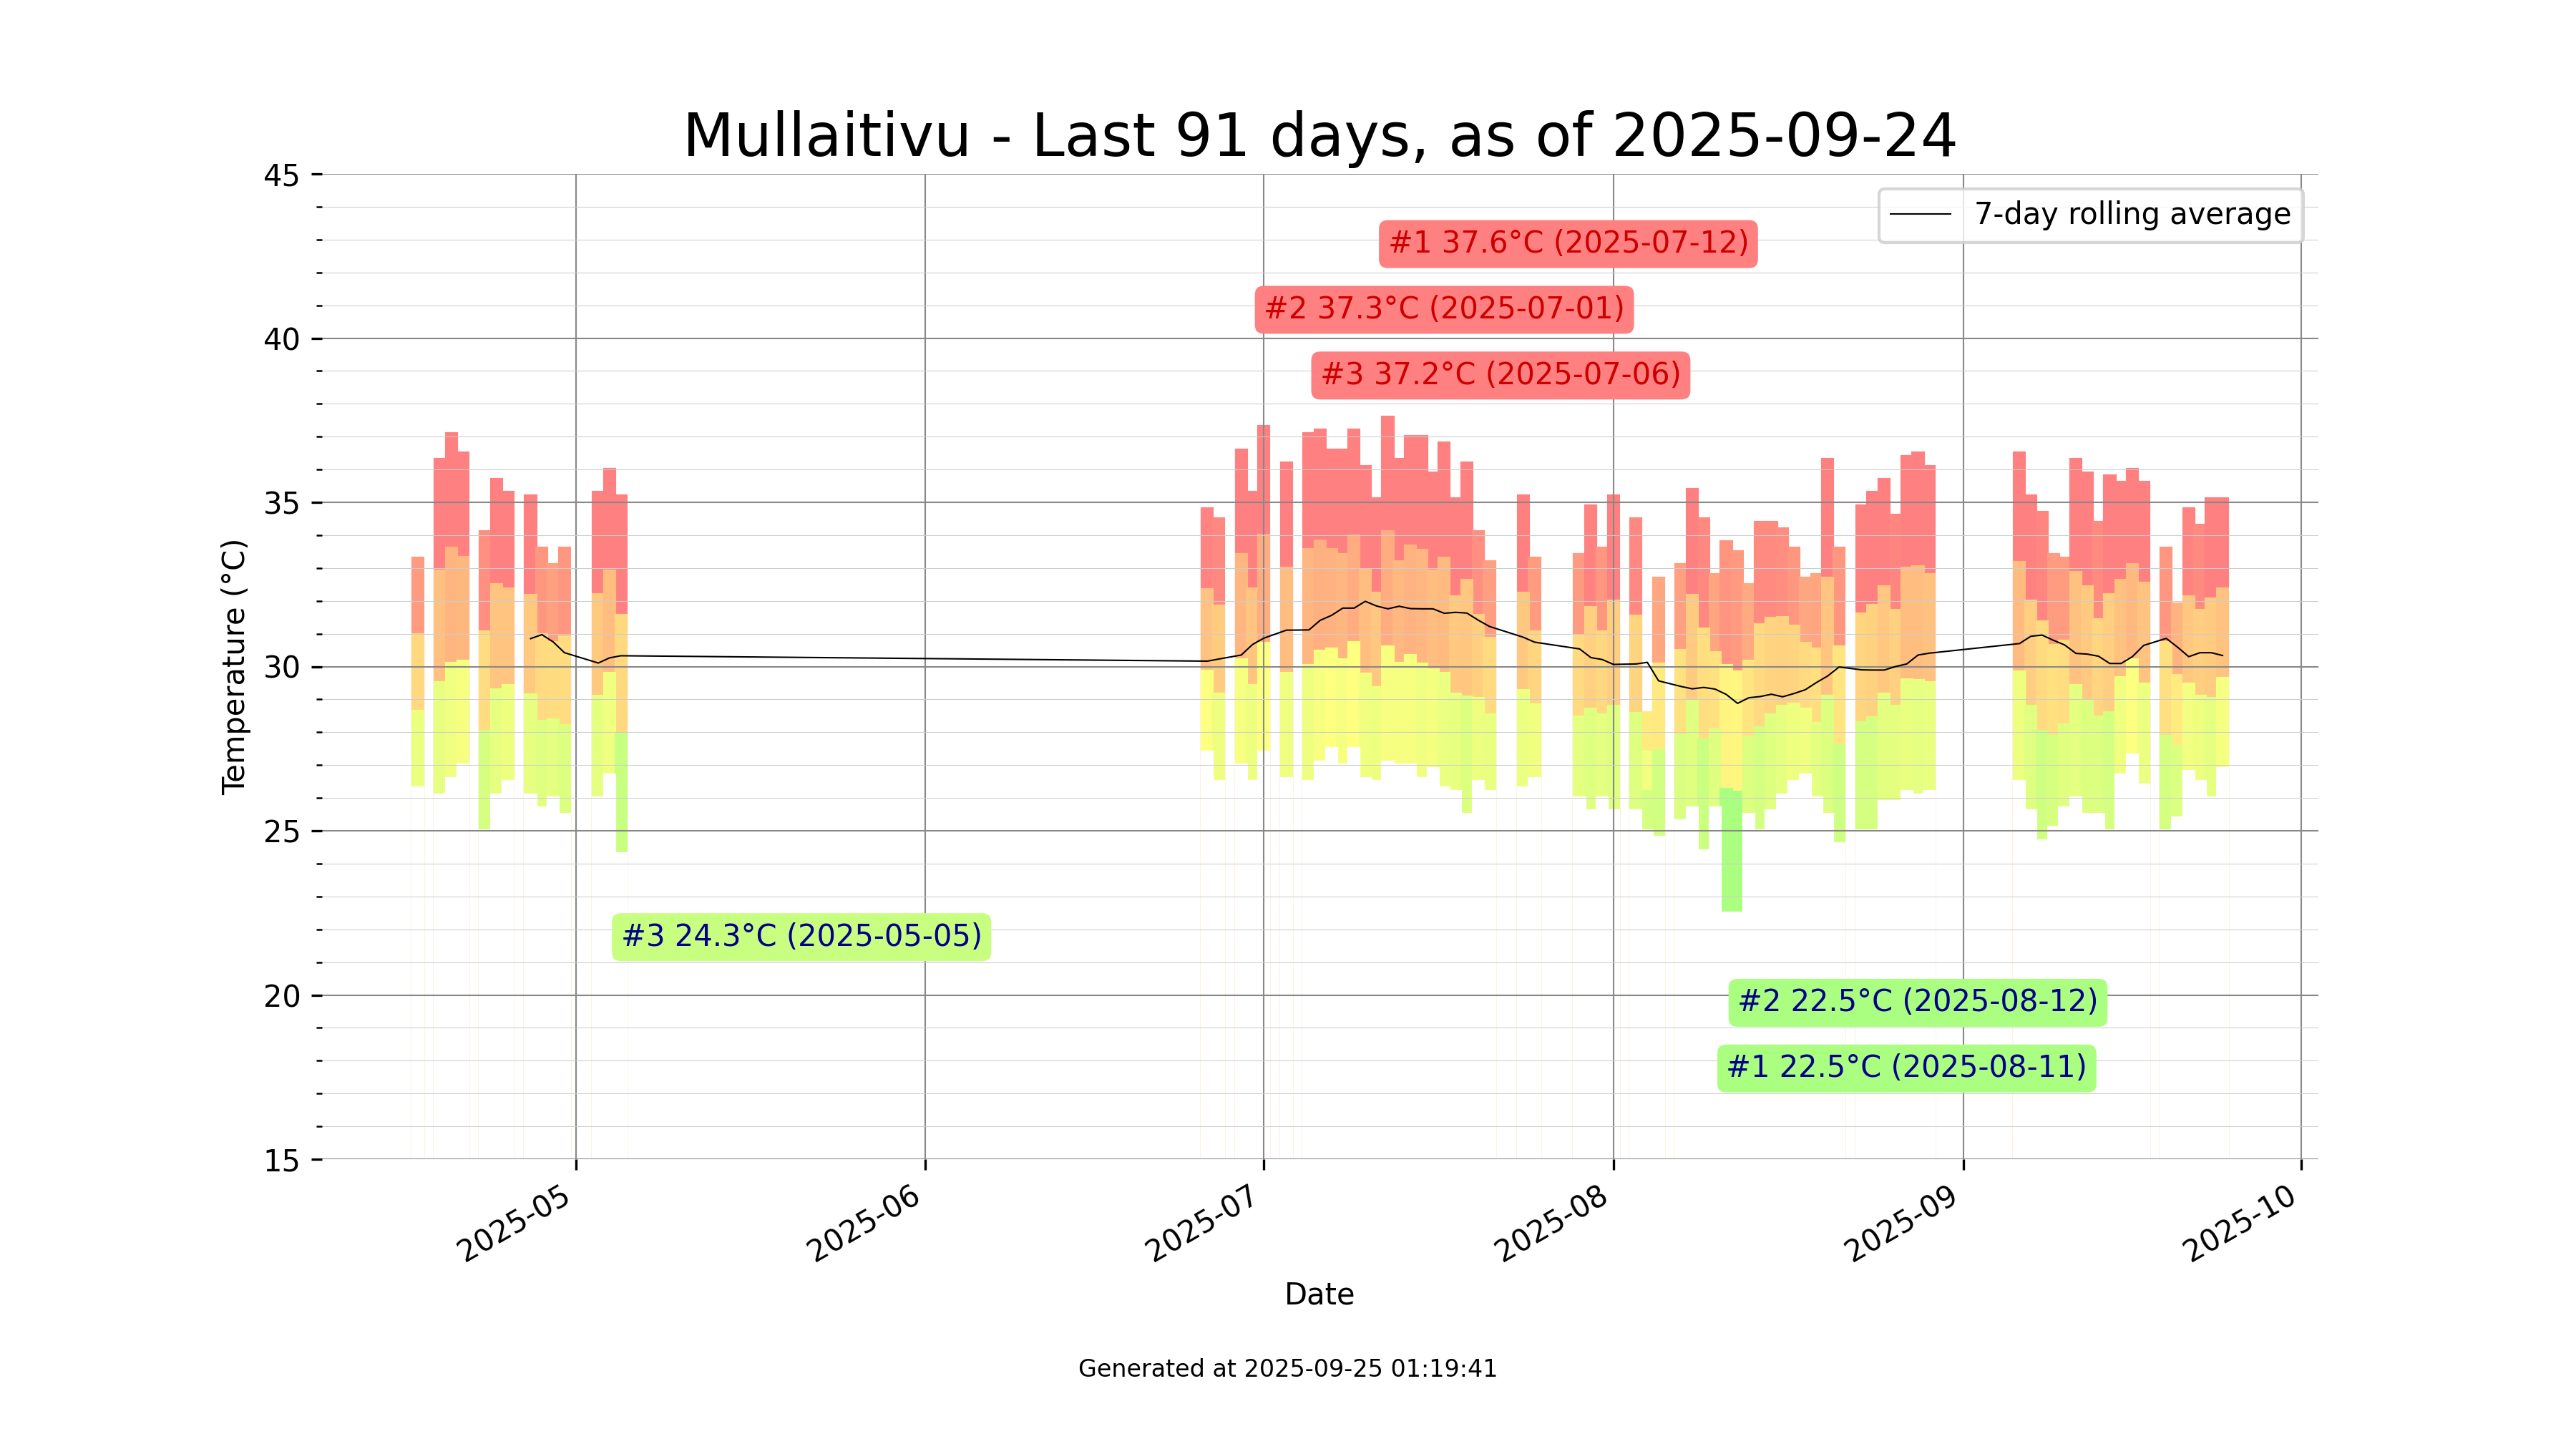 Mullaitivu - Last 91 days, as of 2025-09-24
7-day rolling average
#1 37.6°C (2025-07-12)
#2 37.3°C (2025-07-01)
#3 37.2°C (2025-07-06)
#3 24.3°C (2025-05-05)
#2 22.5°C (2025-08-12)
#1 22.5°C (2025-08-11)
Temperature (°C)
45
40
35
30
25
20
15
2025-05
2025-06
2025-07
2025-08
2025-09
2025-10
Date
Generated at 2025-09-25 01:19:41